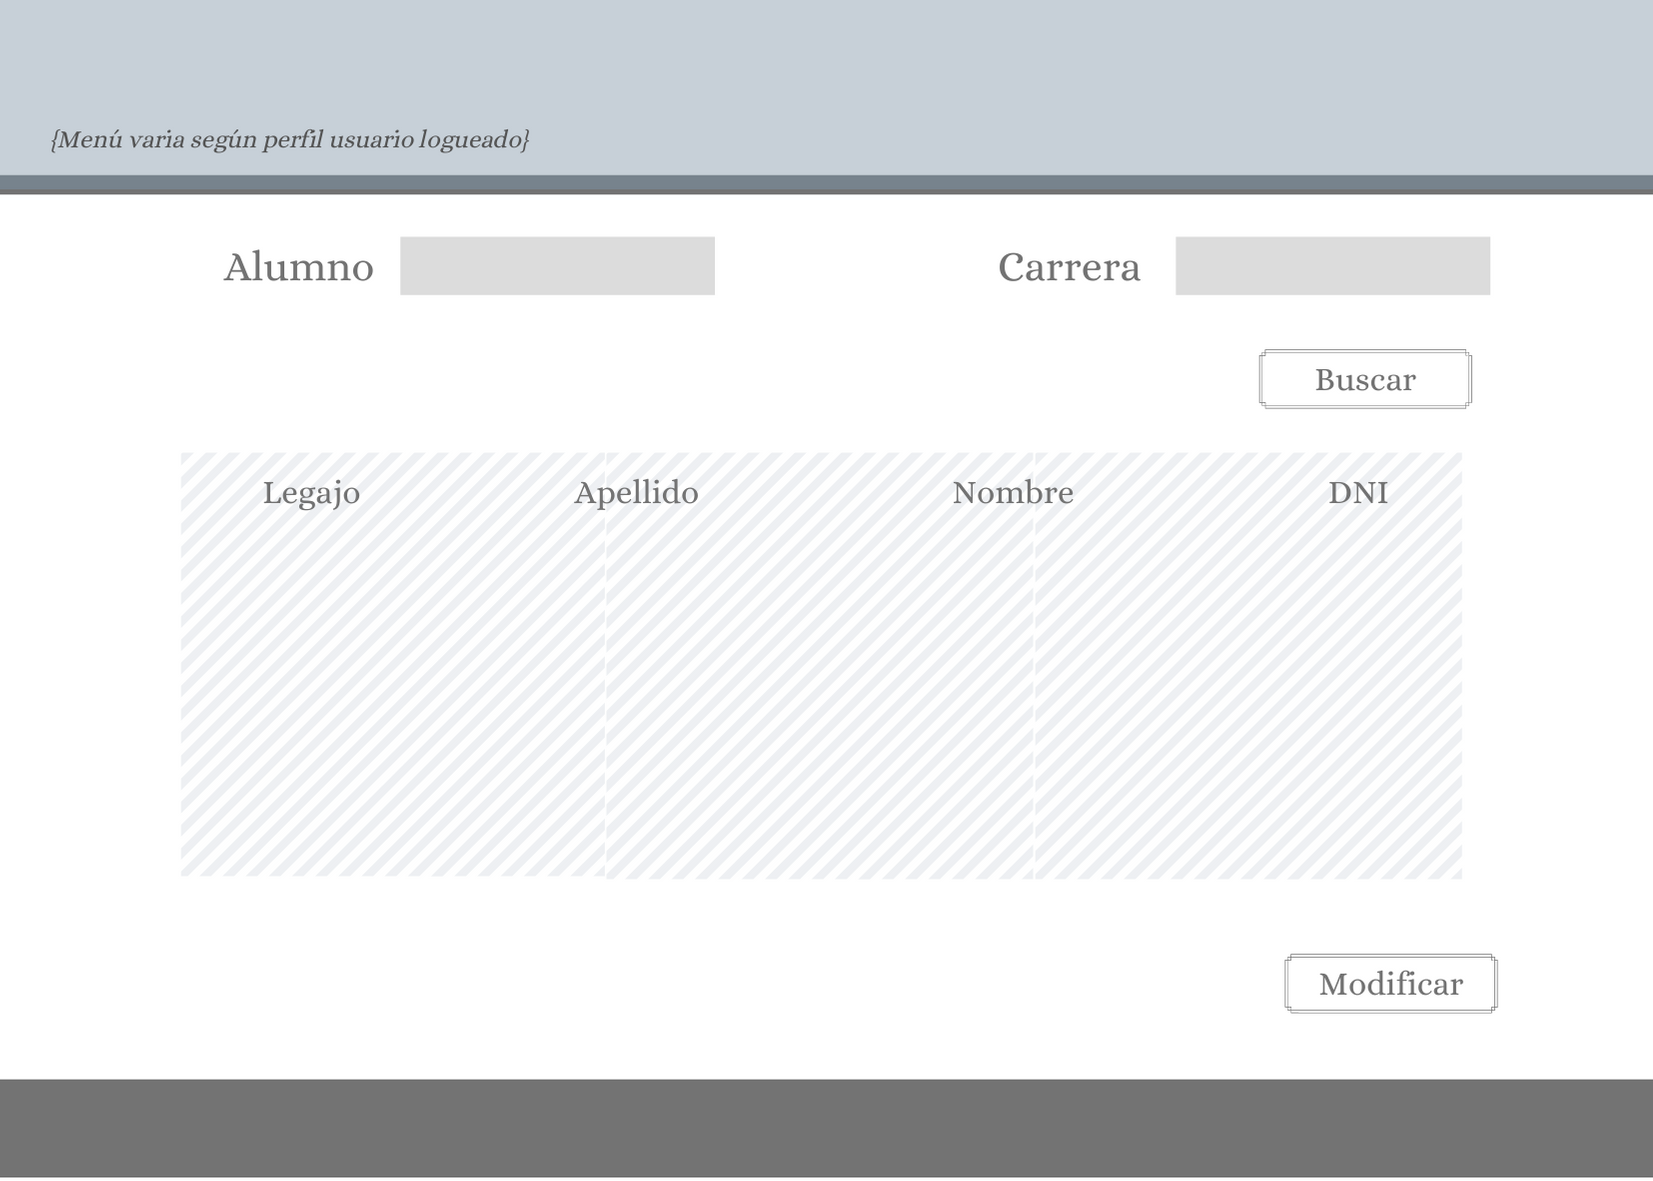 {Menú varia según perfil usuario logueado}
Alumno Carrera
Buscar
Legajo Apellido Nombre DNI
Modificar